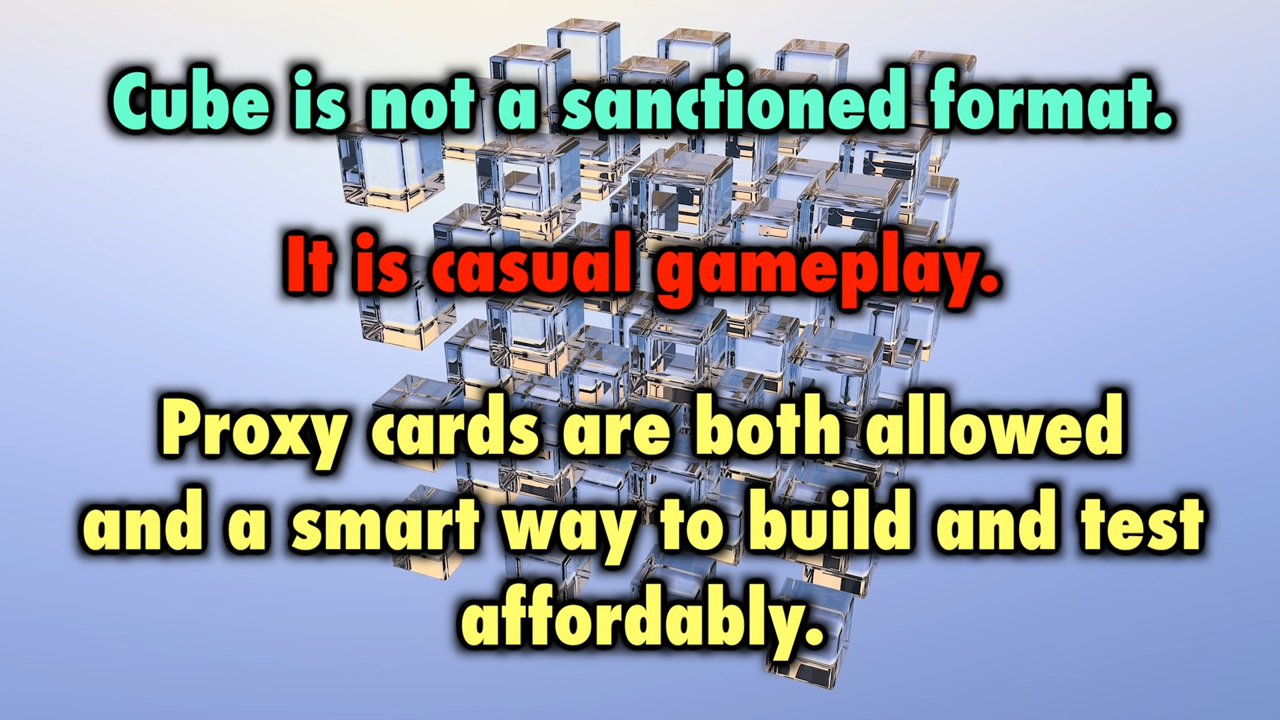 Cube is not a sanctioned format.
It is casual gameplay.
Proxy cards are both allowed
and a smart way to build and test
affordably.